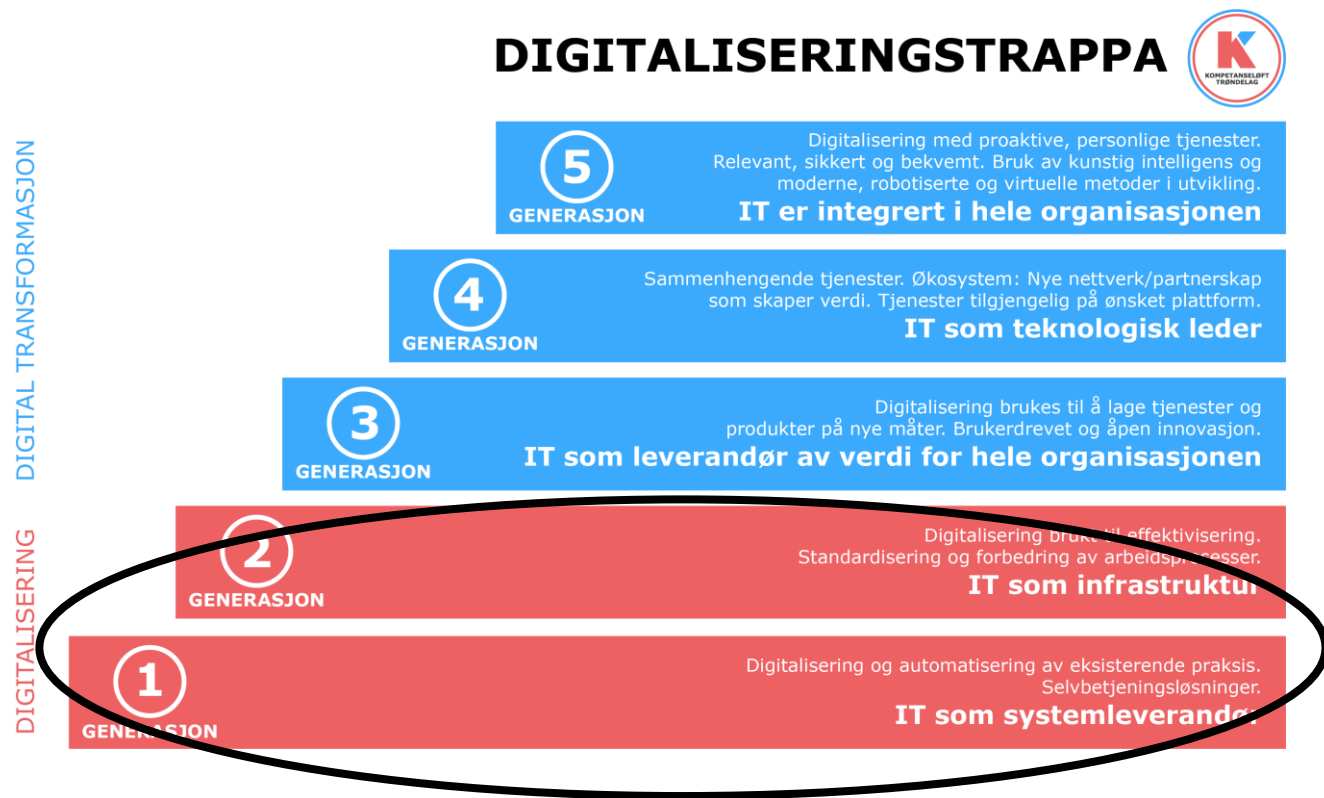 DIGITALISERINGSTRAPPA
KOMPETANSELØFT
TRØNDELAG
DIGITAL TRANSFORMASJON
5
GENERASJON
Digitalisering med proaktive, personlige tjenester.
Relevant, sikkert og bekvemt. Bruk av kunstig intelligens og
moderne, robotiserte og virtuelle metoder i utvikling.
IT er integrert i hele organisasjonen
4
GENERASJON
Sammenhengende tjenester. Økosystem: Nye nettverk/partnerskap
som skaper verdi. Tjenester tilgjengelig på ønsket plattform.
IT som teknologisk leder
3
GENERASJON
Digitalisering brukes til å lage tjenester og
produkter på nye måter. Brukerdrevet og åpen innovasjon.
IT som leverandør av verdi for hele organisasjonen
DIGITALISERING
2
GENERASJON
Digitalisering brukt til effektivisering.
Standardisering og forbedring av arbeidsprosesser.
IT som infrastruktur
1
GENERASJON
Digitalisering og automatisering av eksisterende praksis.
Selvbetjeningsløsninger.
IT som systemleverandør